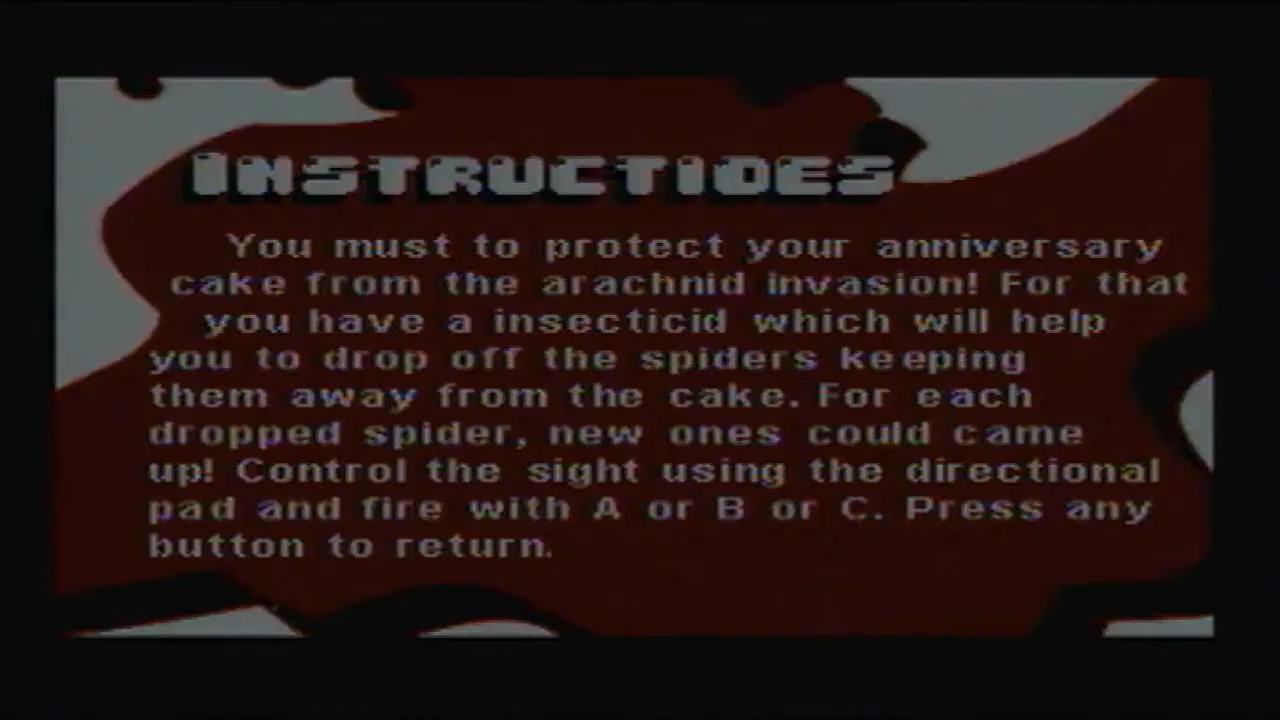 INSTRUCTIOES
You must to protect your anniversary
cake from the arachnid invasion! For that
you have a insecticid which will help
you to drop off the spiders keeping
them away from the cake. For each
dropped spider, new ones could came
up! Control the sight using the directional
pad and fire with A or B or C. Press any
button to return.